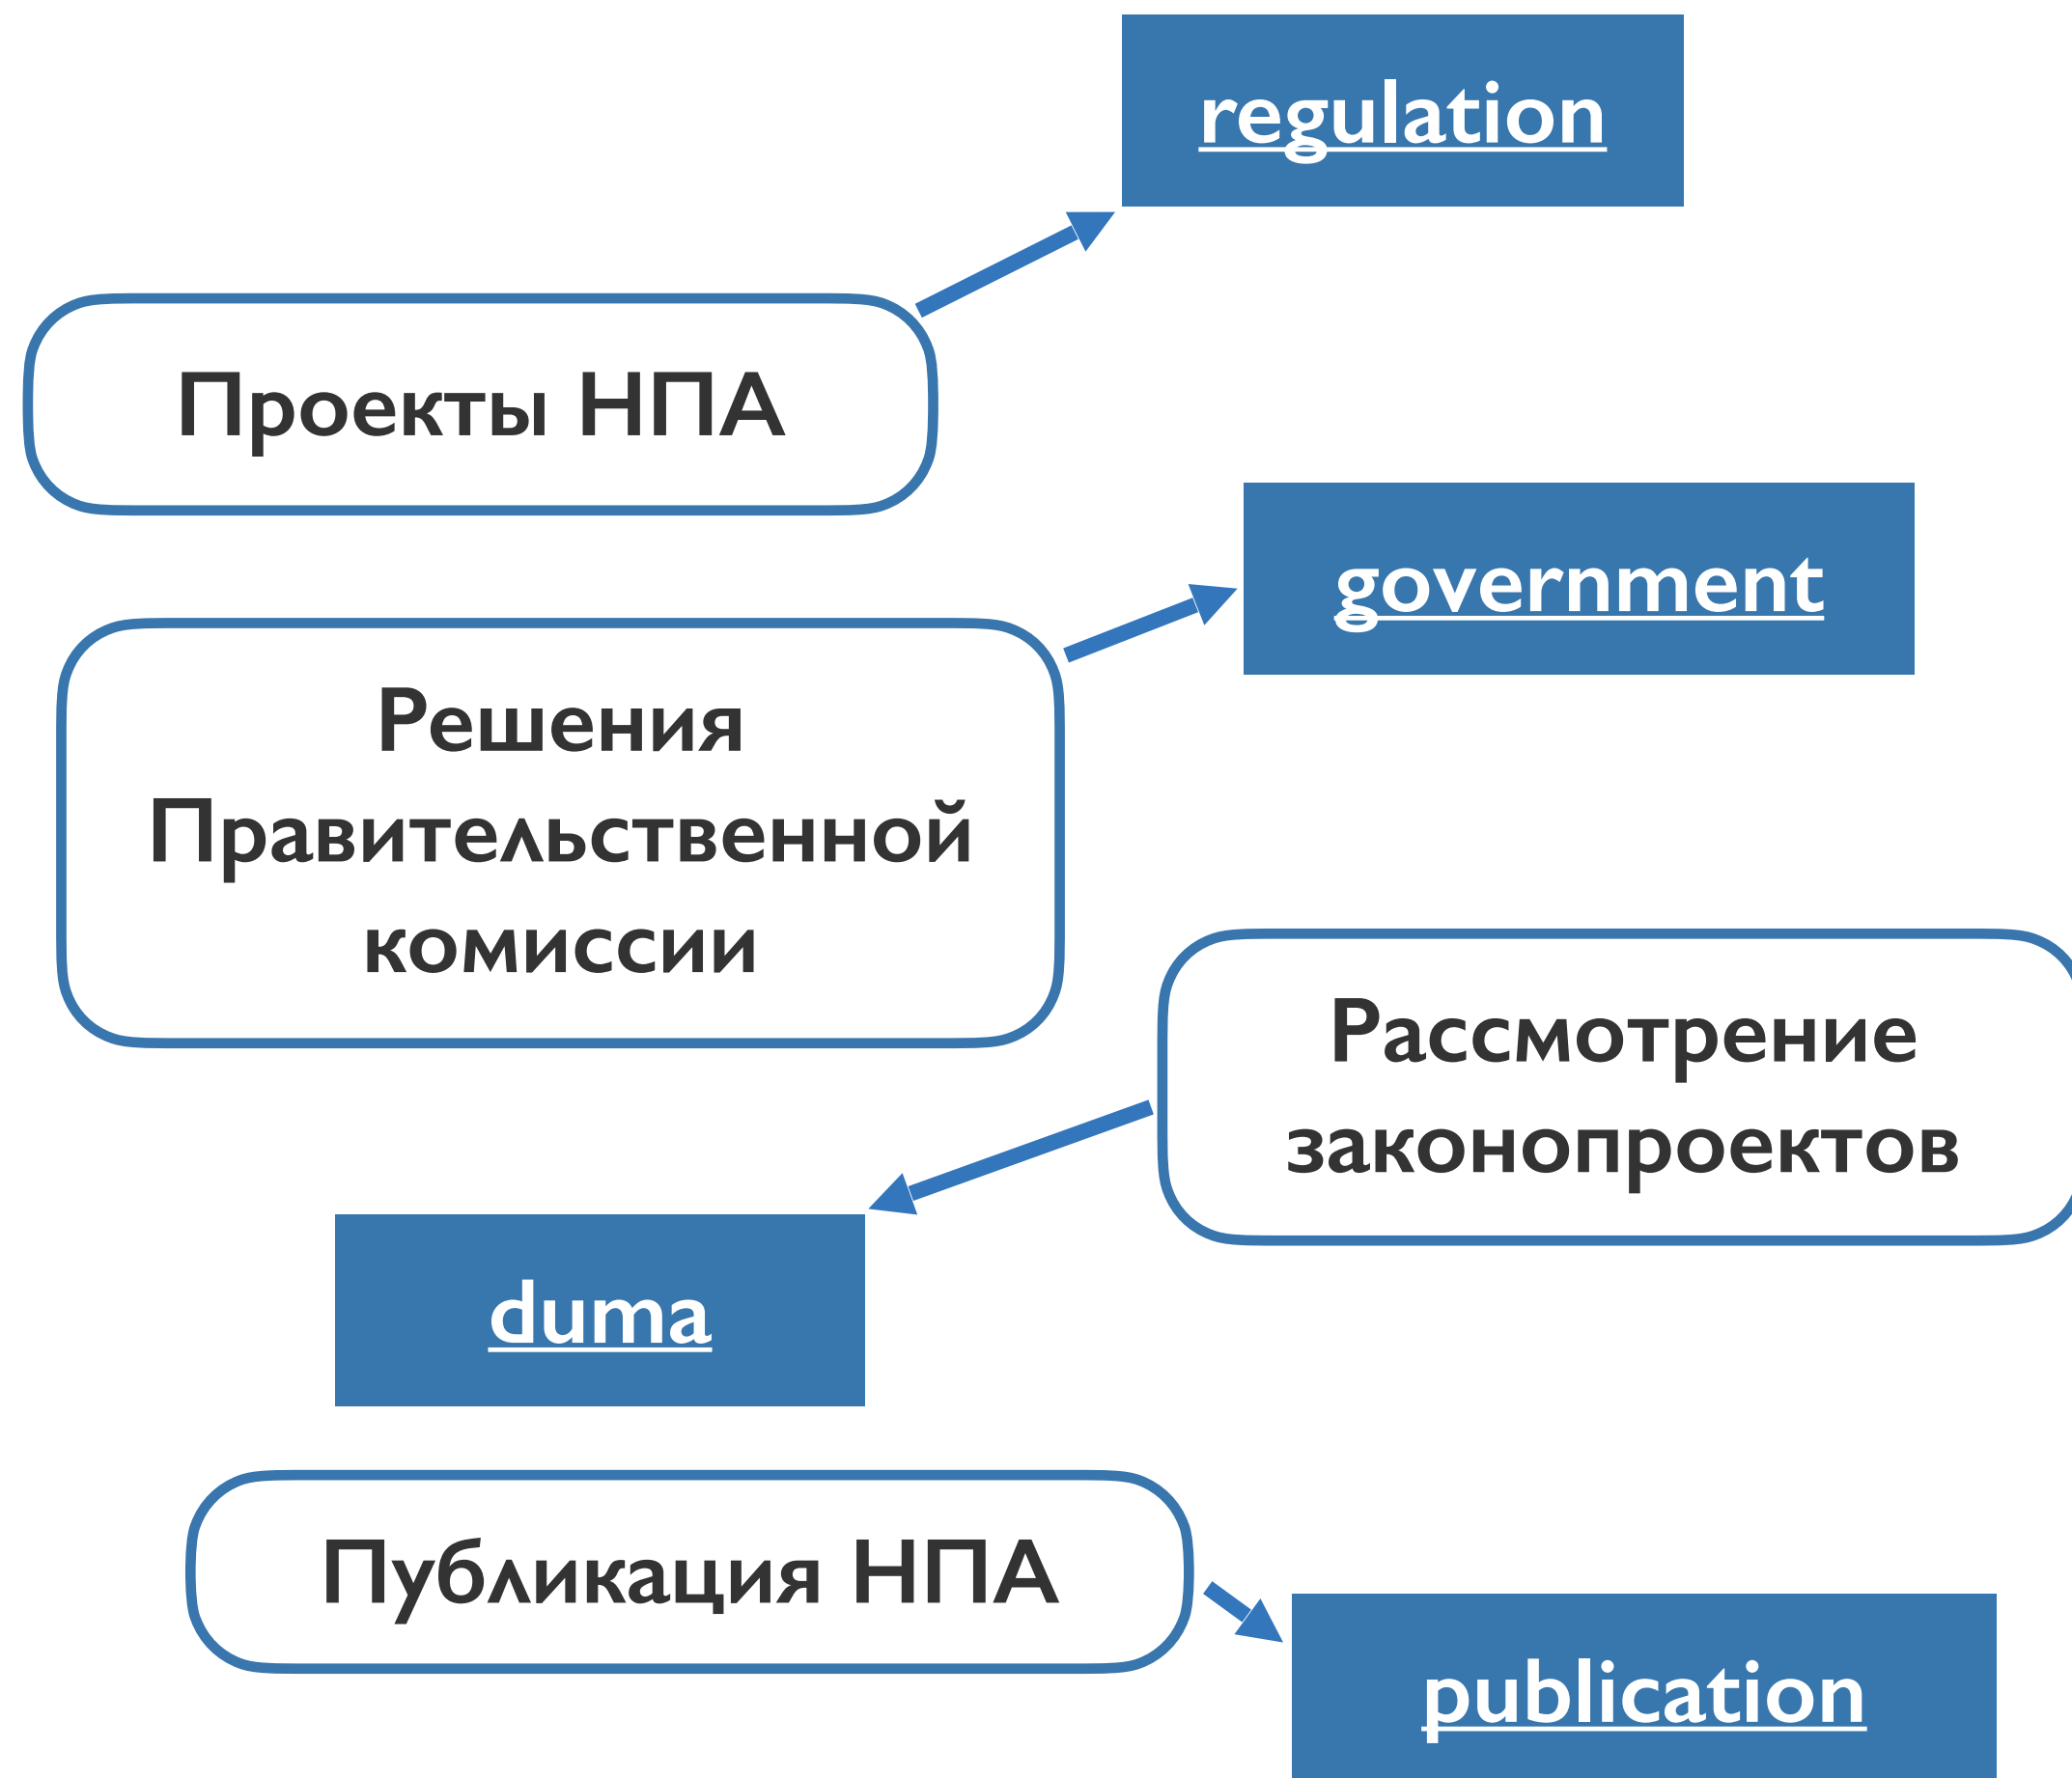 regulation
Проекты НПА
government
Решения
Правительственной
комиссии
Рассмотрение
законопроектов
duma
Публикация НПА
publication